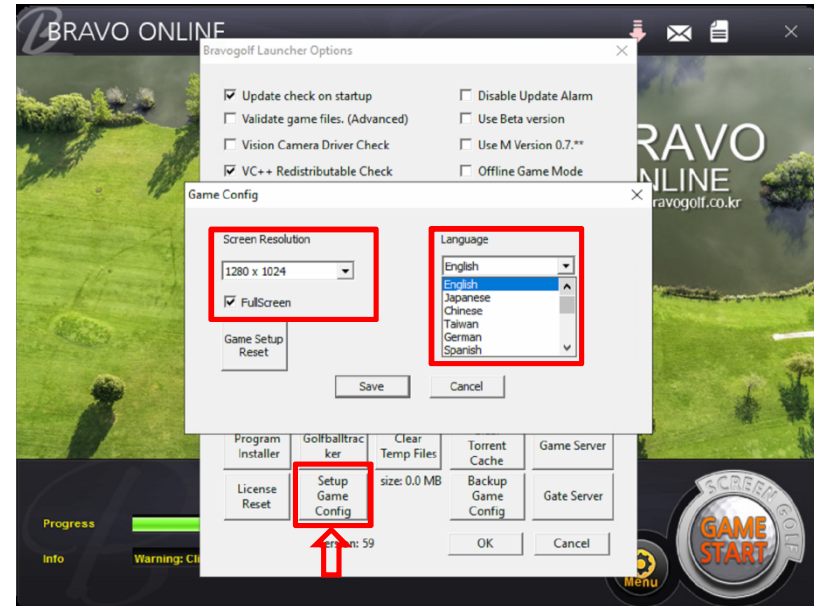 BRAVO ONLINE
Bravogolf Launcher Options
Update check on startup
Disable Update Alarm
Validate game files. (Advanced)
Use Beta version
Vision Camera Driver Check
Use M Version 0.7.**
VC++ Redistributable Check
Offline Game Mode
RAVO
NLINE
ravogolf.co.kr
Game Config
Screen Resolution
1280 x 1024
FullScreen
Game Setup
Reset
Language
English
English
Japanese
Chinese
Taiwan
German
Spanish
Save
Cancel
Program
Installer
Golfballtrac
ker
Clear
Temp Files
Torrent
Cache
Game Server
License
Reset
Setup
Game
Config
size: 0.0 MB
Backup
Game
Config
Gate Server
: 59
OK
Cancel
Progress
Info
Warning:
SCREEN GOLF
GAME
START
Menu